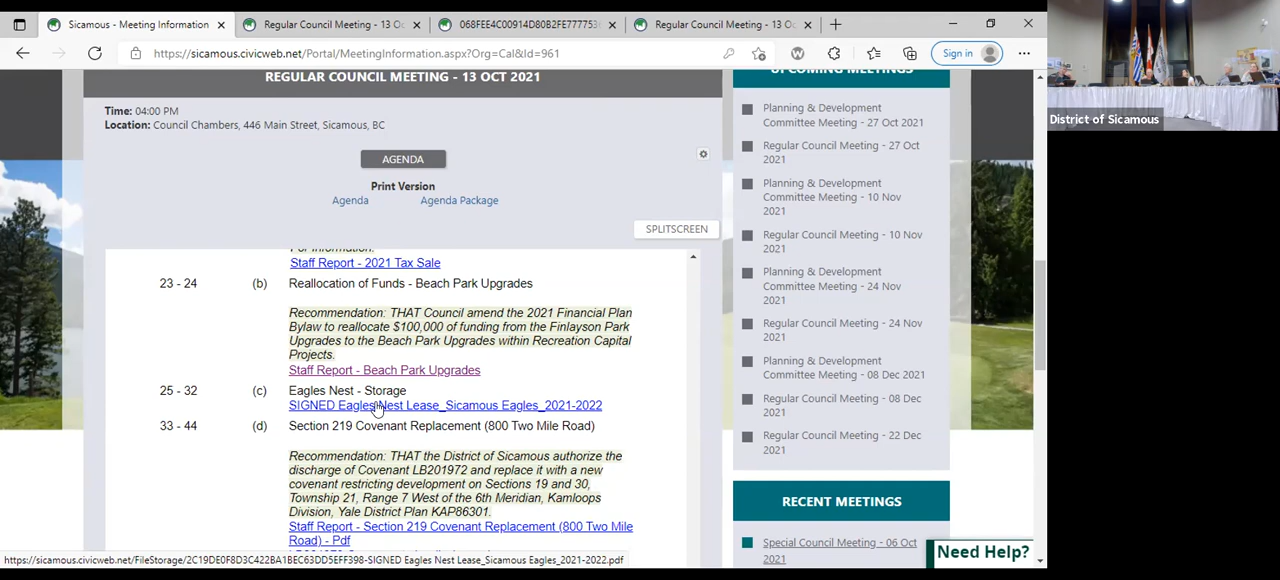 Sicamous - Meeting Information
Regular Council Meeting - 13 Oc
068FEE4C00914D80B2FE777753
Regular Council Meeting - 13 Oc
https://sicamous.civicweb.net/Portal/MeetingInformation.aspx?Org=Cal&Id=961
Sign in
REGULAR COUNCIL MEETING - 13 OCT 2021
Time: 04:00 PM
Location: Council Chambers, 446 Main Street, Sicamous, BC
AGENDA
Print Version
Agenda
Agenda Package
SPLITSCREEN
For Information.
Staff Report - 2021 Tax Sale
23 - 24 (b) Reallocation of Funds - Beach Park Upgrades
Recommendation: THAT Council amend the 2021 Financial Plan
Bylaw to reallocate $100,000 of funding from the Finlayson Park
Upgrades to the Beach Park Upgrades within Recreation Capital
Projects.
Staff Report - Beach Park Upgrades
25 - 32 (c) Eagles Nest - Storage
SIGNED Eagles Nest Lease_Sicamous Eagles_2021-2022
33 - 44 (d) Section 219 Covenant Replacement (800 Two Mile Road)
Recommendation: THAT the District of Sicamous authorize the
discharge of Covenant LB201972 and replace it with a new
covenant restricting development on Sections 19 and 30,
Township 21, Range 7 West of the 6th Meridian, Kamloops
Division, Yale District Plan KAP86301.
Staff Report - Section 219 Covenant Replacement (800 Two Mile
Road) - Pdf
UPCOMING MEETINGS
Planning & Development
Committee Meeting - 27 Oct 2021
Regular Council Meeting - 27 Oct
2021
Planning & Development
Committee Meeting - 10 Nov
2021
Regular Council Meeting - 10 Nov
2021
Planning & Development
Committee Meeting - 24 Nov
2021
Regular Council Meeting - 24 Nov
2021
Planning & Development
Committee Meeting - 08 Dec 2021
Regular Council Meeting - 08 Dec
2021
Regular Council Meeting - 22 Dec
2021
RECENT MEETINGS
Special Council Meeting - 06 Oct
2021
Need Help?
https://sicamous.civicweb.net/FileStorage/2C19DE0F8D3C422BA1BEC63DD5EFF398-SIGNED Eagles Nest Lease_Sicamous Eagles_2021-2022.pdf
District of Sicamous